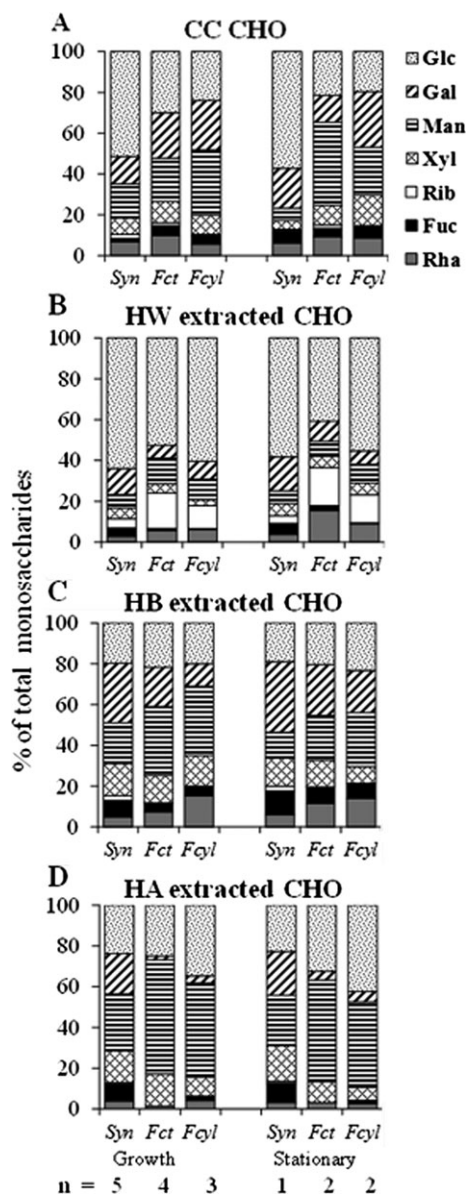 A CC CHO
100
80
60
40
20
0
Syn Fct Fcyl Syn Fct Fcyl
Glc
Gal
Man
Xyl
Rib
Fuc
Rha
% of total monosaccharides
B HW extracted CHO
100
80
60
40
20
0
Syn Fct Fcyl Syn Fct Fcyl
C HB extracted CHO
100
80
60
40
20
0
Syn Fct Fcyl Syn Fct Fcyl
D HA extracted CHO
100
80
60
40
20
0
Syn Fct Fcyl Syn Fct Fcyl
Growth Stationary
n = 5 4 3 1 2 2